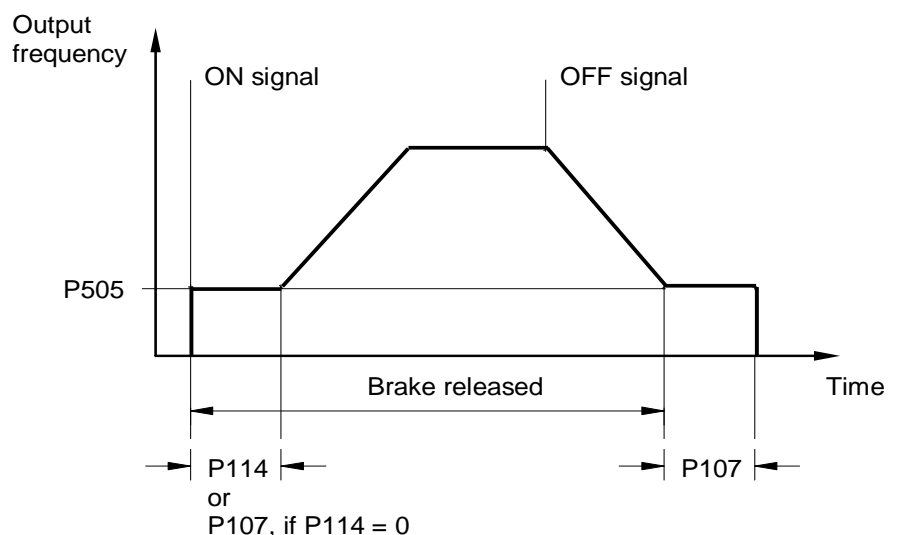 Output
frequency
ON signal
OFF signal
P505
Brake released
Time
P114
or
P107, if P114 = 0
P107